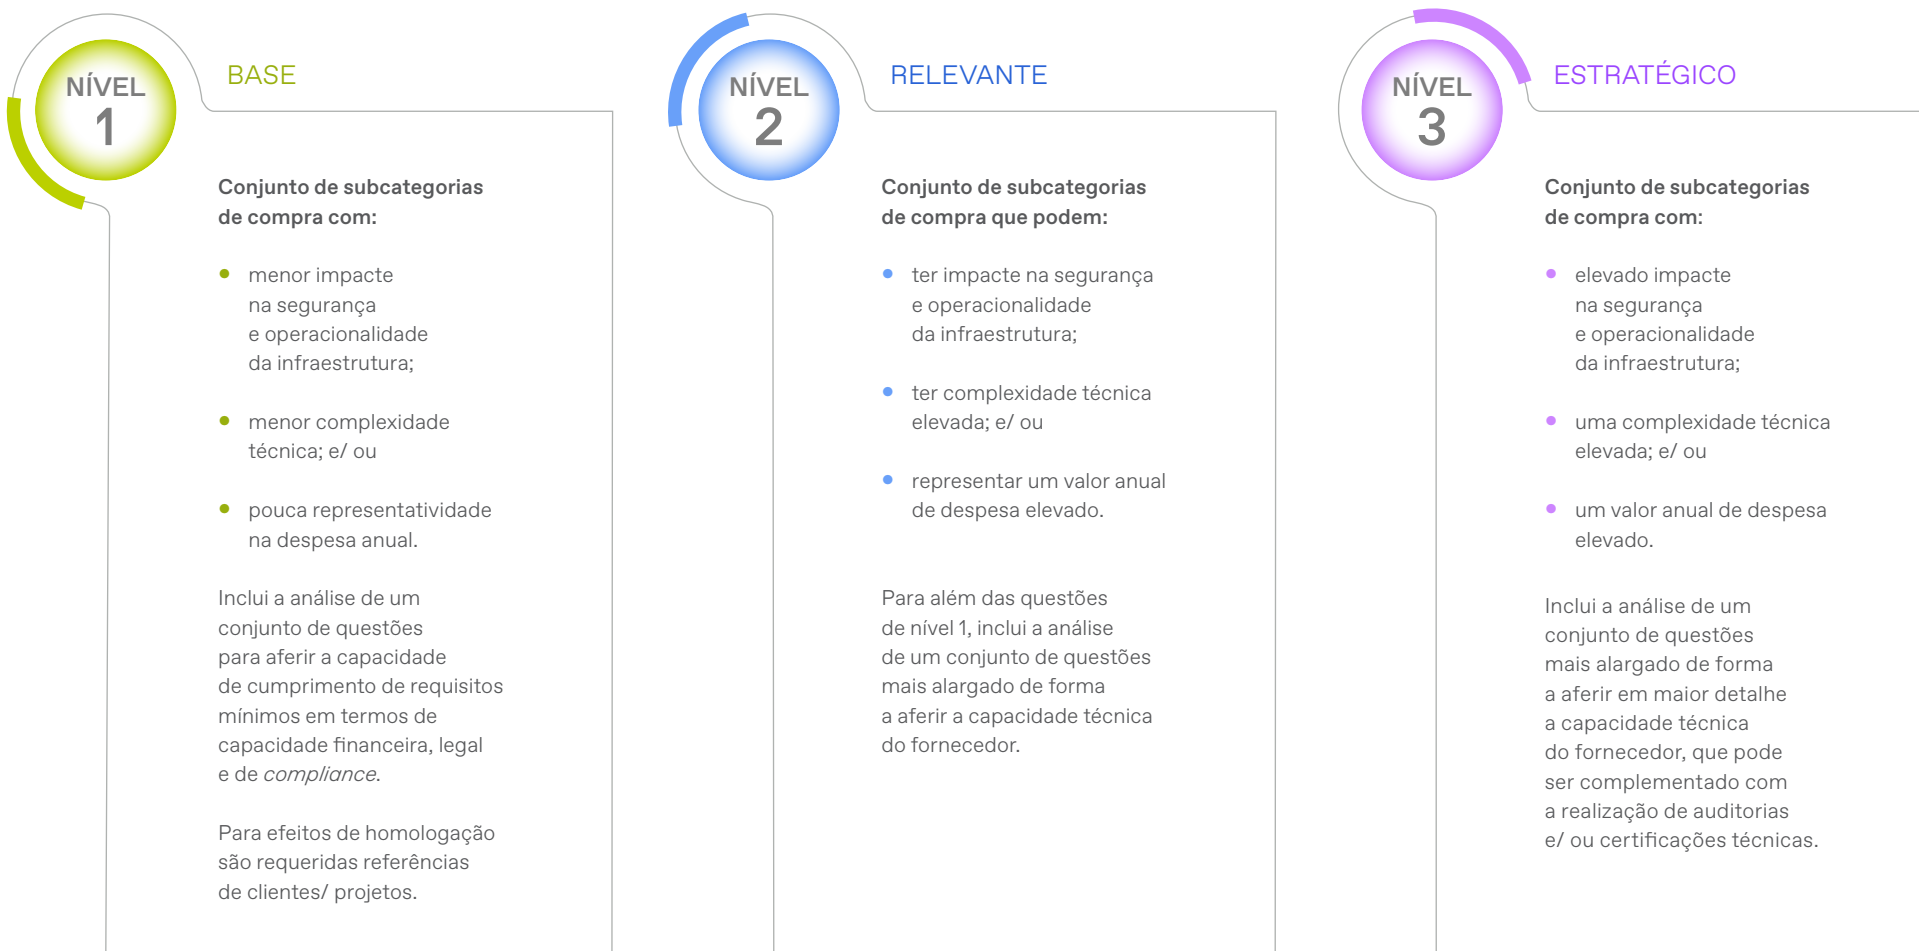 NÍVEL
1
BASE
Conjunto de subcategorias
de compra com:
menor impacte
na segurança
e operacionalidade
da infraestrutura;
menor complexidade
técnica; e/ ou
pouca representatividade
na despesa anual.
Inclui a análise de um
conjunto de questões
para aferir a capacidade
de cumprimento de requisitos
mínimos em termos de
capacidade financeira, legal
e de compliance.
Para efeitos de homologação
são requeridas referências
de clientes/ projetos.
NÍVEL
2
RELEVANTE
Conjunto de subcategorias
de compra que podem:
ter impacte na segurança
e operacionalidade
da infraestrutura;
ter complexidade técnica
elevada; e/ ou
representar um valor anual
de despesa elevado.
Para além das questões
de nível 1, inclui a análise
de um conjunto de questões
mais alargado de forma
a aferir a capacidade técnica
do fornecedor.
NÍVEL
3
ESTRATÉGICO
Conjunto de subcategorias
de compra com:
elevado impacte
na segurança
e operacionalidade
da infraestrutura;
uma complexidade técnica
elevada; e/ ou
um valor anual de despesa
elevado.
Inclui a análise de um
conjunto de questões
mais alargado de forma
a aferir em maior detalhe
a capacidade técnica
do fornecedor, que pode
ser complementado com
a realização de auditorias
e/ ou certificações técnicas.